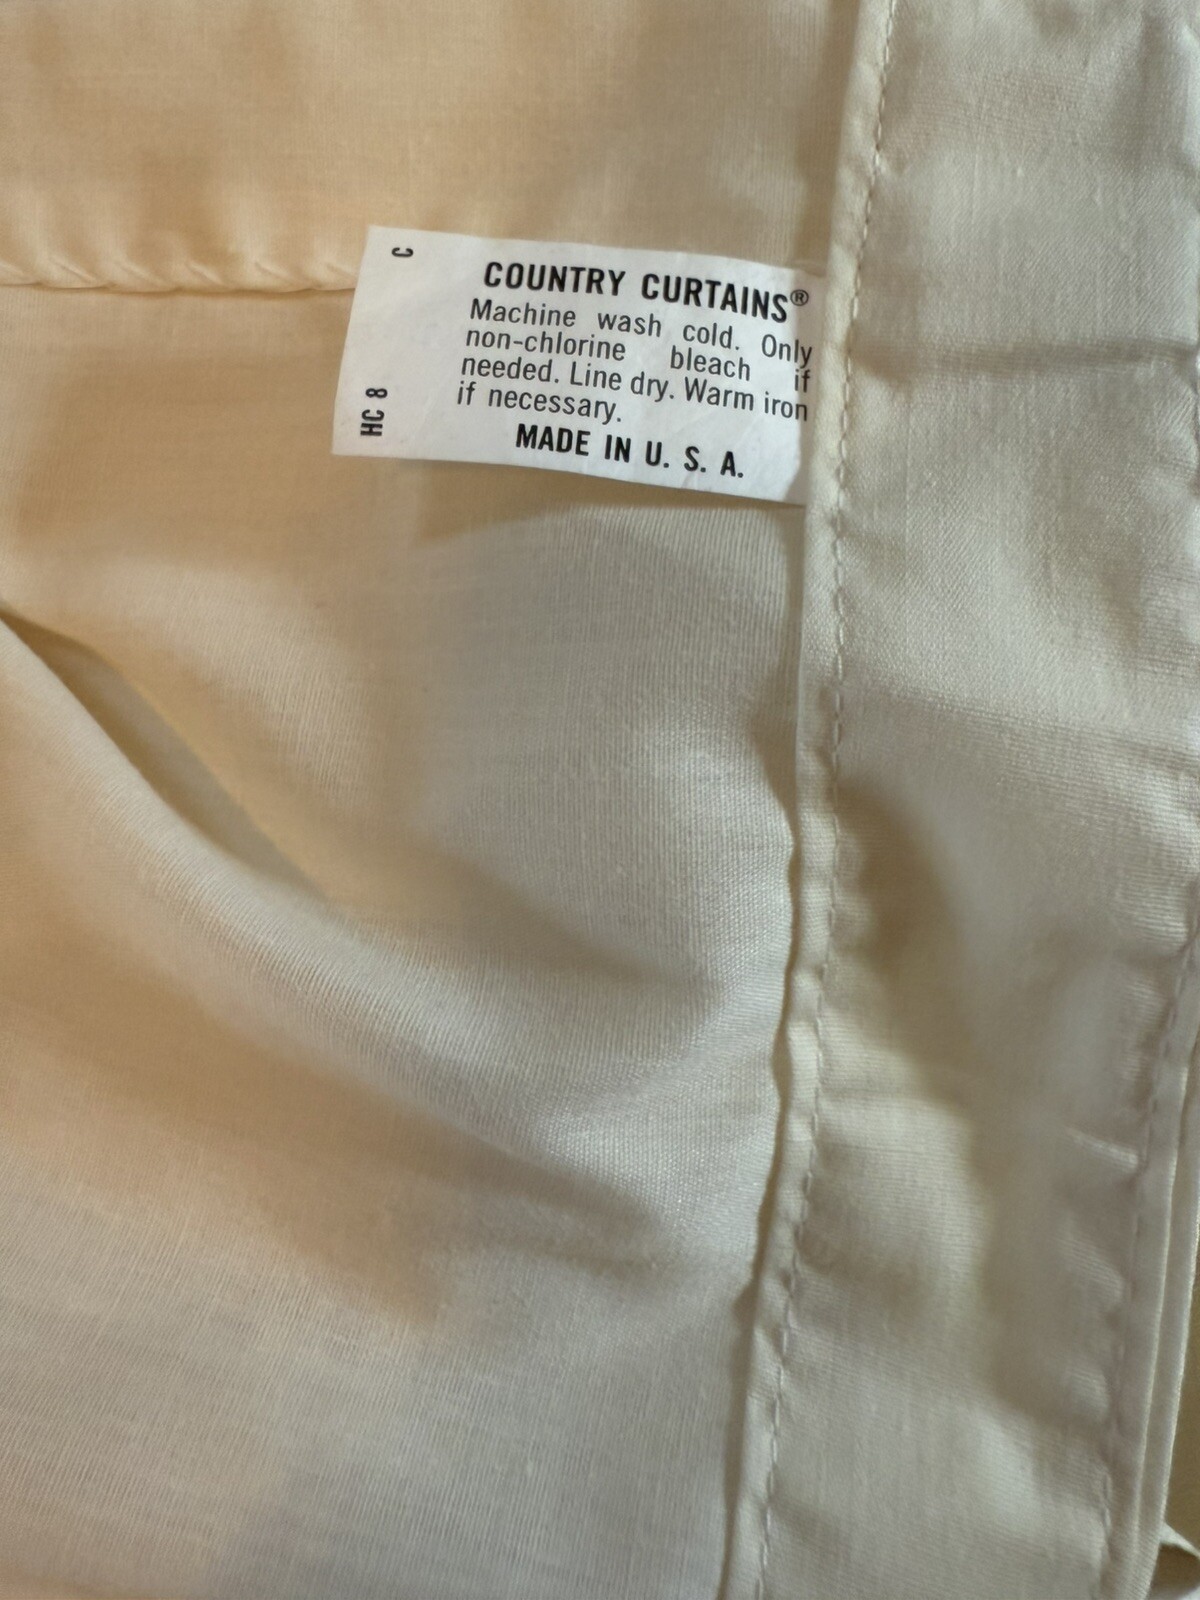 C
HC 8
COUNTRY CURTAINS®
Machine wash cold. Only
non-chlorine bleach if
needed. Line dry. Warm iron
if necessary.
MADE IN U. S. A.